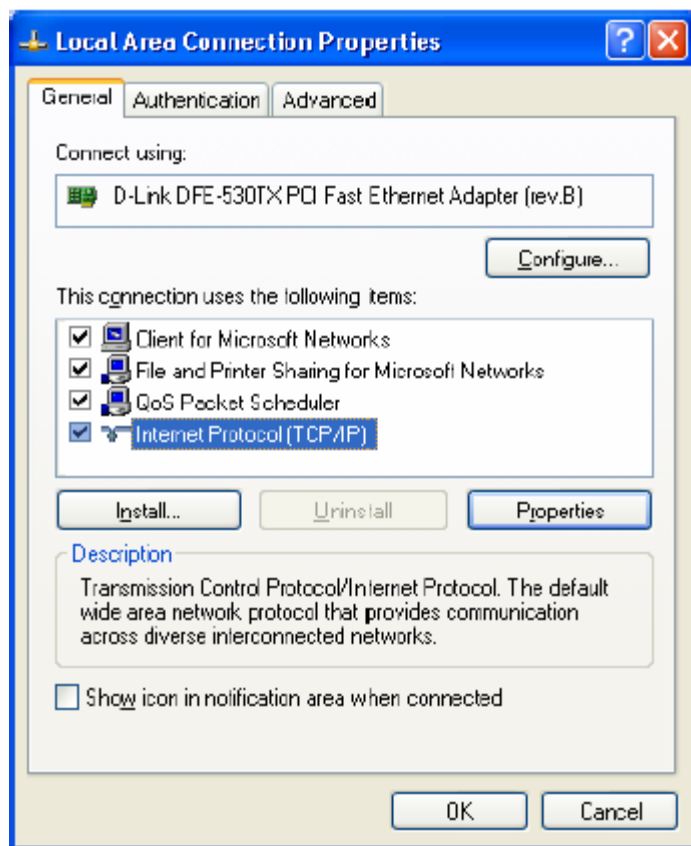 Local Area Connection Properties
General Authentication Advanced
Connect using:
D-Link DFE-530TX PCI Fast Ethernet Adapter (rev.B)
Configure...
This connection uses the following items:
Client for Microsoft Networks
File and Printer Sharing for Microsoft Networks
QoS Packet Scheduler
Internet Protocol (TCP/IP)
Install... Uninstall Properties
Description
Transmission Control Protocol/Internet Protocol. The default
wide area network protocol that provides communication
across diverse interconnected networks.
Show icon in notification area when connected
OK Cancel